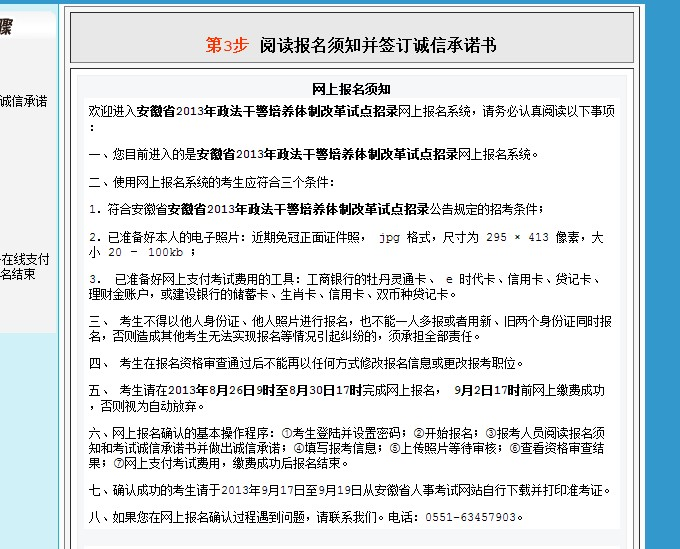 骤
第3步 阅读报名须知并签订诚信承诺书
网上报名须知
欢迎进入安徽省2013年政法干警培养体制改革试点招录网上报名系统，请务必认真阅读以下事项
：
诚信承诺
一、您目前进入的是安徽省2013年政法干警培养体制改革试点招录网上报名系统。
二、使用网上报名系统的考生应符合三个条件：
1．符合安徽省安徽省2013年政法干警培养体制改革试点招录公告规定的招考条件；
2．已准备好本人的电子照片：近期免冠正面证件照， jpg 格式，尺寸为 295 × 413 像素，大
小 20 － 100kb ；
在线支付
名结束
3． 已准备好网上支付考试费用的工具：工商银行的牡丹灵通卡、 e 时代卡、信用卡、贷记卡、
理财金账户，或建设银行的储蓄卡、生肖卡、信用卡、双币种贷记卡。
三、 考生不得以他人身份证、他人照片进行报名，也不能一人多报或者用新、旧两个身份证同时报
名，否则造成其他考生无法实现报名等情况引起纠纷的，须承担全部责任。
四、 考生在报名资格审查通过后不能再以任何方式修改报名信息或更改报考职位。
五、 考生请在2013年8月26日9时至8月30日17时完成网上报名， 9月2日17时前网上缴费成功
，否则视为自动放弃。
六、网上报名确认的基本操作程序：①考生登陆并设置密码；②开始报名；③报考人员阅读报名须
知和考试诚信承诺书并做出诚信承诺；④填写报考信息；⑤上传照片等待审核；⑥查看资格审查结
果；⑦网上支付考试费用，缴费成功后报名结束。
七、确认成功的考生请于2013年9月17日至9月19日从安徽省人事考试网站自行下载并打印准考证。
八、如果您在网上报名确认过程遇到问题，请联系我们。电话：0551-63457903。